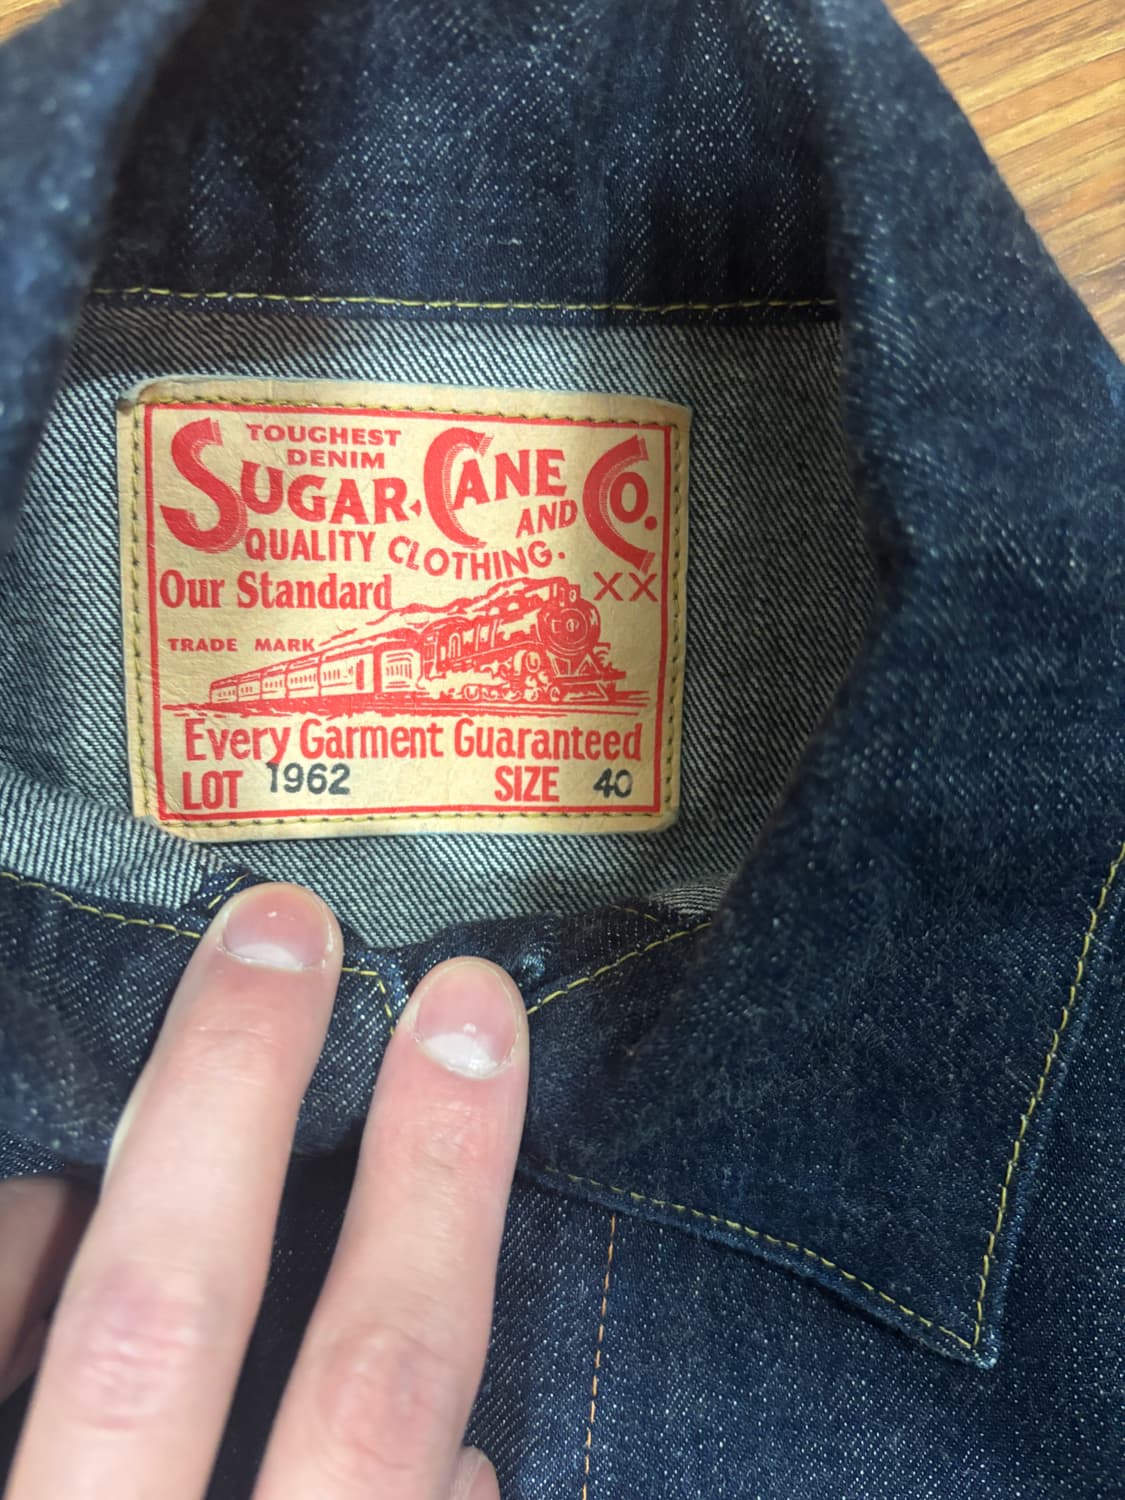 TOUGHEST
DENIM
SUGAR CANE CO.
AND
QUALITY CLOTHING.
Our Standard XX
TRADE MARK
Every Garment Guaranteed
LOT 1962 SIZE 40